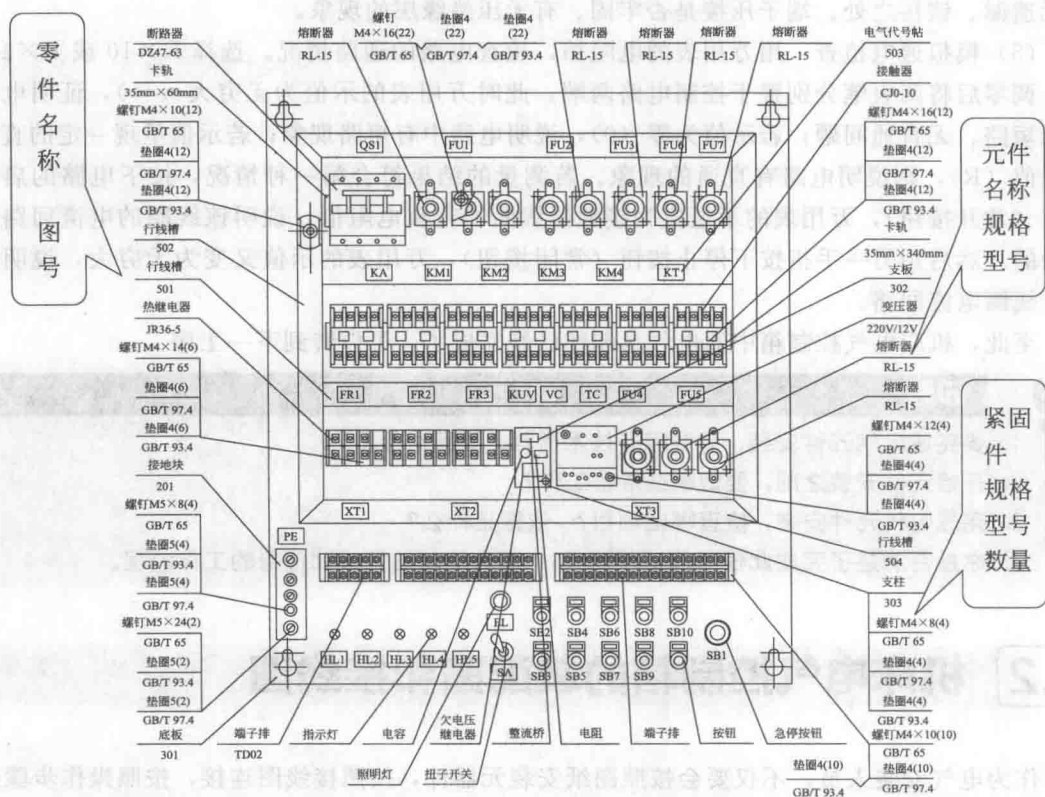 零件名称图号
断路器
DZ47-63
卡轨
35mm×60mm
螺钉M4×10(12)
GB/T 65
垫圈4(12)
GB/T 97.4
垫圈4(12)
GB/T 93.4
行线槽
502
行线槽
501
热继电器
JR36-5
螺钉M4×14(6)
GB/T 65
垫圈4(6)
GB/T 97.4
垫圈4(6)
GB/T 93.4
接地块
201
螺钉M5×8(4)
GB/T 65
垫圈5(4)
GB/T 93.4
垫圈5(4)
GB/T 97.4
螺钉M5×24(2)
GB/T 65
垫圈5(2)
GB/T 93.4
垫圈5(2)
GB/T 97.4
底板
301
螺钉
M4×16(22)
GB/T 65
垫圈4
(22)
GB/T 97.4
垫圈4
(22)
GB/T 93.4
熔断器
RL-15
熔断器
RL-15
熔断器
RL-15
熔断器
RL-15
熔断器
RL-15
QS1
FU1
FU2
FU3
FU6
FU7
KA
KM1
KM2
KM3
KM4
KT
FR1
FR2
FR3
KUV
VC
TC
FU4
FU5
XT1
XT2
XT3
PE
EL
SB2
SB4
SB6
SB8
SB10
SB1
HL1
HL2
HL3
HL4
HL5
SA
SB3
SB5
SB7
SB9
端子排
TD02
指示灯
电容
欠电压
继电器
整流桥
电阻
端子排
按钮
急停按钮
照明灯
扭子开关
电气代号帖
503
接触器
CJ0-10
螺钉M4×16(12)
GB/T 65
垫圈4(12)
GB/T 97.4
垫圈4(12)
GB/T 93.4
卡轨
35mm×340mm
支板
302
变压器
220V/12V
熔断器
RL-15
熔断器
RL-15
螺钉M4×12(4)
GB/T 65
垫圈4(4)
GB/T97.4
垫圈4(4)
GB/T 93.4
行线槽
504
支柱
303
螺钉M4×8(4)
GB/T 65
垫圈4(4)
GB/T 97.4
垫圈4(4)
GB/T 93.4
螺钉M4×10(10)
GB/T 65
垫圈4(10)
GB/T 97.4
垫圈4(10)
GB/T 93.4
元件名称规格型号
紧固件规格型号数量